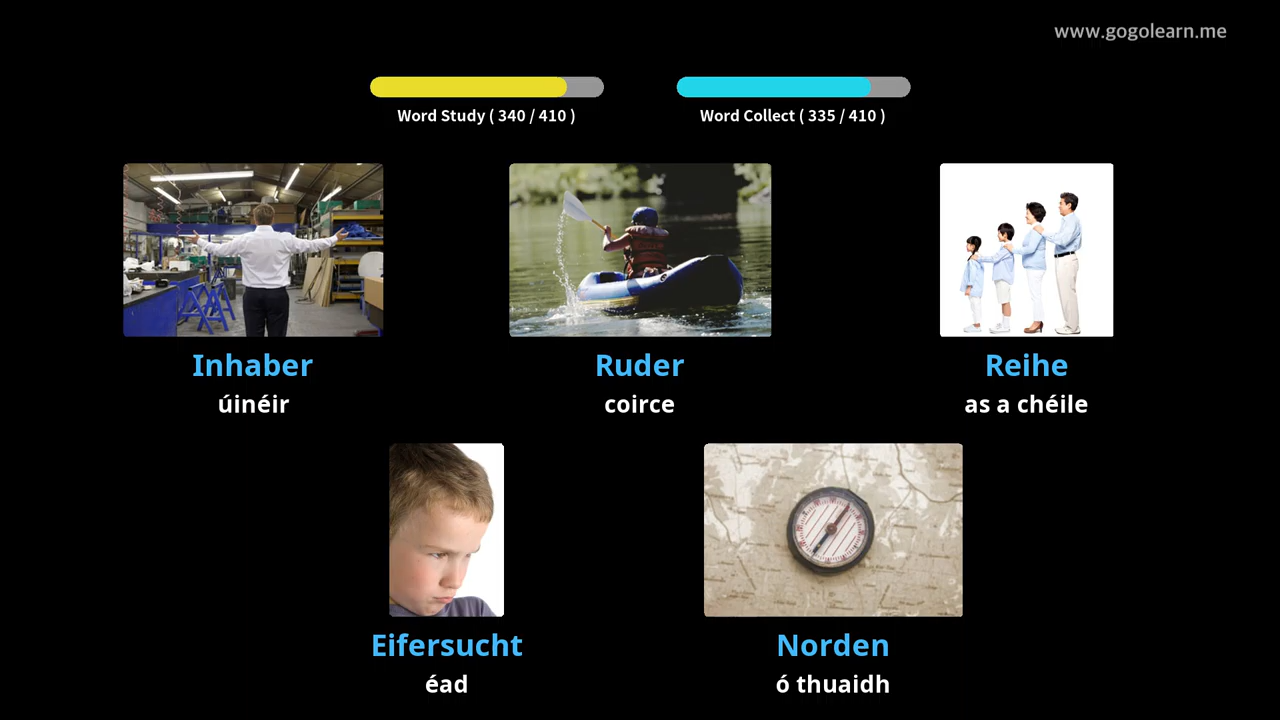 www.gogolearn.me
Word Study ( 340 / 410 )
Word Collect ( 335 / 410 )
Inhaber
úinéir
Ruder
coirce
Reihe
as a chéile
Eifersucht
éad
Norden
ó thuaidh